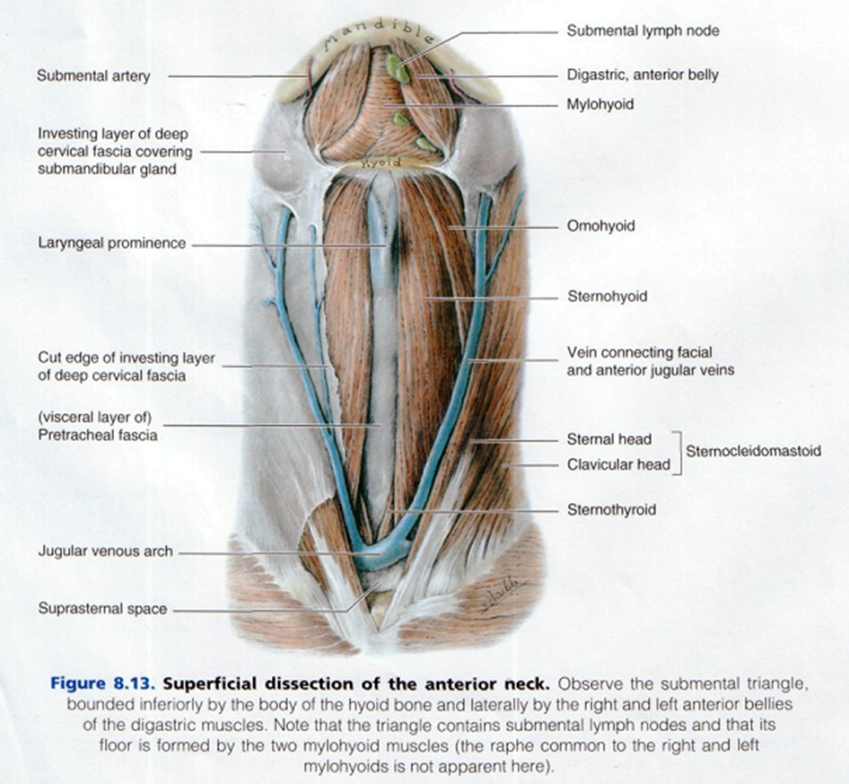 Mandible
Submental lymph node
Submental artery
Digastric, anterior belly
Mylohyoid
Investing layer of deep
cervical fascia covering
submandibular gland
Hyoid
Omohyoid
Laryngeal prominence
Sternohyoid
Cut edge of investing layer
of deep cervical fascia
Vein connecting facial
and anterior jugular veins
(visceral layer of)
Pretracheal fascia
Sternal head
Sternocleidomastoid
Clavicular head
Sternothyroid
Jugular venous arch
Suprasternal space
Figure 8.13. Superficial dissection of the anterior neck. Observe the submental triangle,
bounded inferiorly by the body of the hyoid bone and laterally by the right and left anterior bellies
of the digastric muscles. Note that the triangle contains submental lymph nodes and that its
floor is formed by the two mylohyoid muscles (the raphe common to the right and left
mylohyoids is not apparent here).